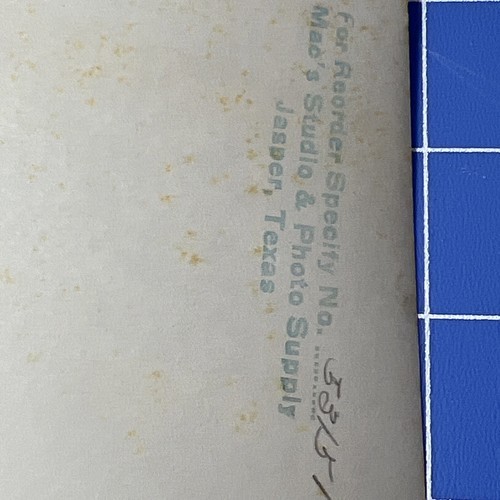 For Reorder Specify No.
Mac's Studio & Photo Supply
Jasper, Texas